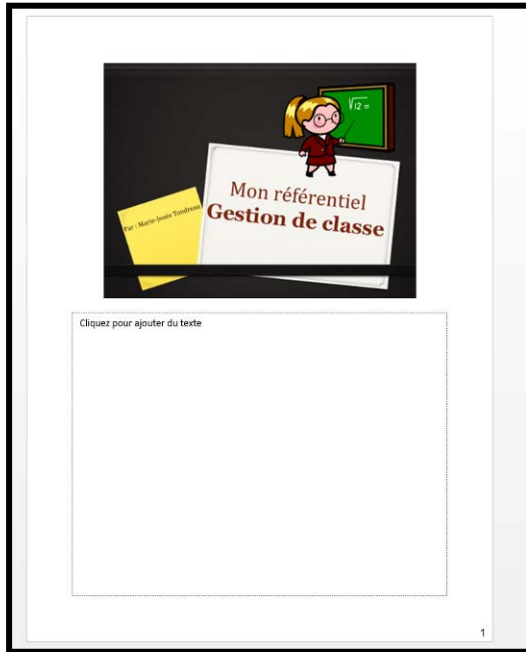 √12 =
Mon référentiel
Gestion de classe
Par : Marie-Josée Tondreau
Cliquez pour ajouter du texte
1